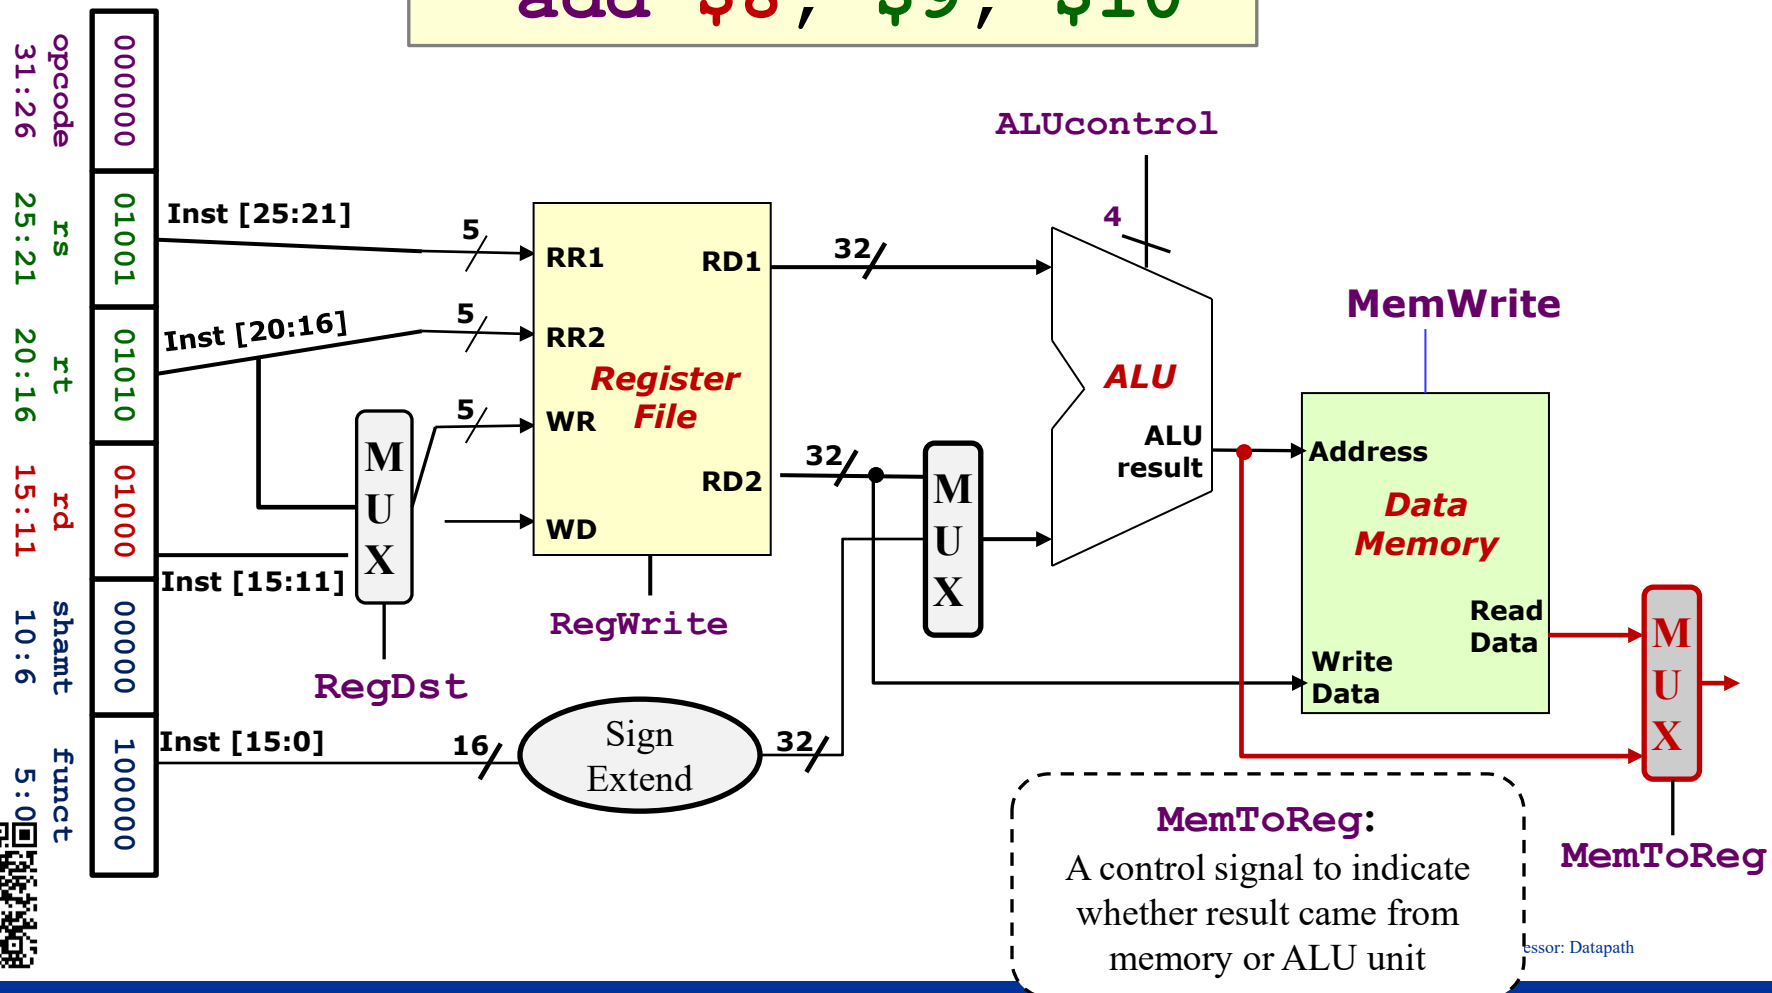 add $8, $9, $10
opcode
31:26
000000
rs
25:21
01001
rt
20:16
01010
rd
15:11
01000
shamt
10:6
00000
funct
5:0
100000
Inst [25:21]
5
Inst [20:16]
5
5
Inst [15:11]
M
U
X
RegDst
RR1
RR2
WR
WD
RD1
RD2
Register
File
RegWrite
32
32
Inst [15:0]
16
Sign
Extend
32
M
U
X
ALUcontrol
4
ALU
ALU
result
MemWrite
Address
Data
Memory
Read
Data
Write
Data
M
U
X
MemToReg
MemToReg:
A control signal to indicate
whether result came from
memory or ALU unit
essor: Datapath